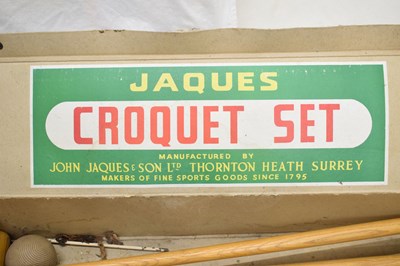 JAQUES
CROQUET SET
MANUFACTURED BY
JOHN JAQUES & SON LTD THORNTON HEATH SURREY
MAKERS OF FINE SPORTS GOODS SINCE 1795